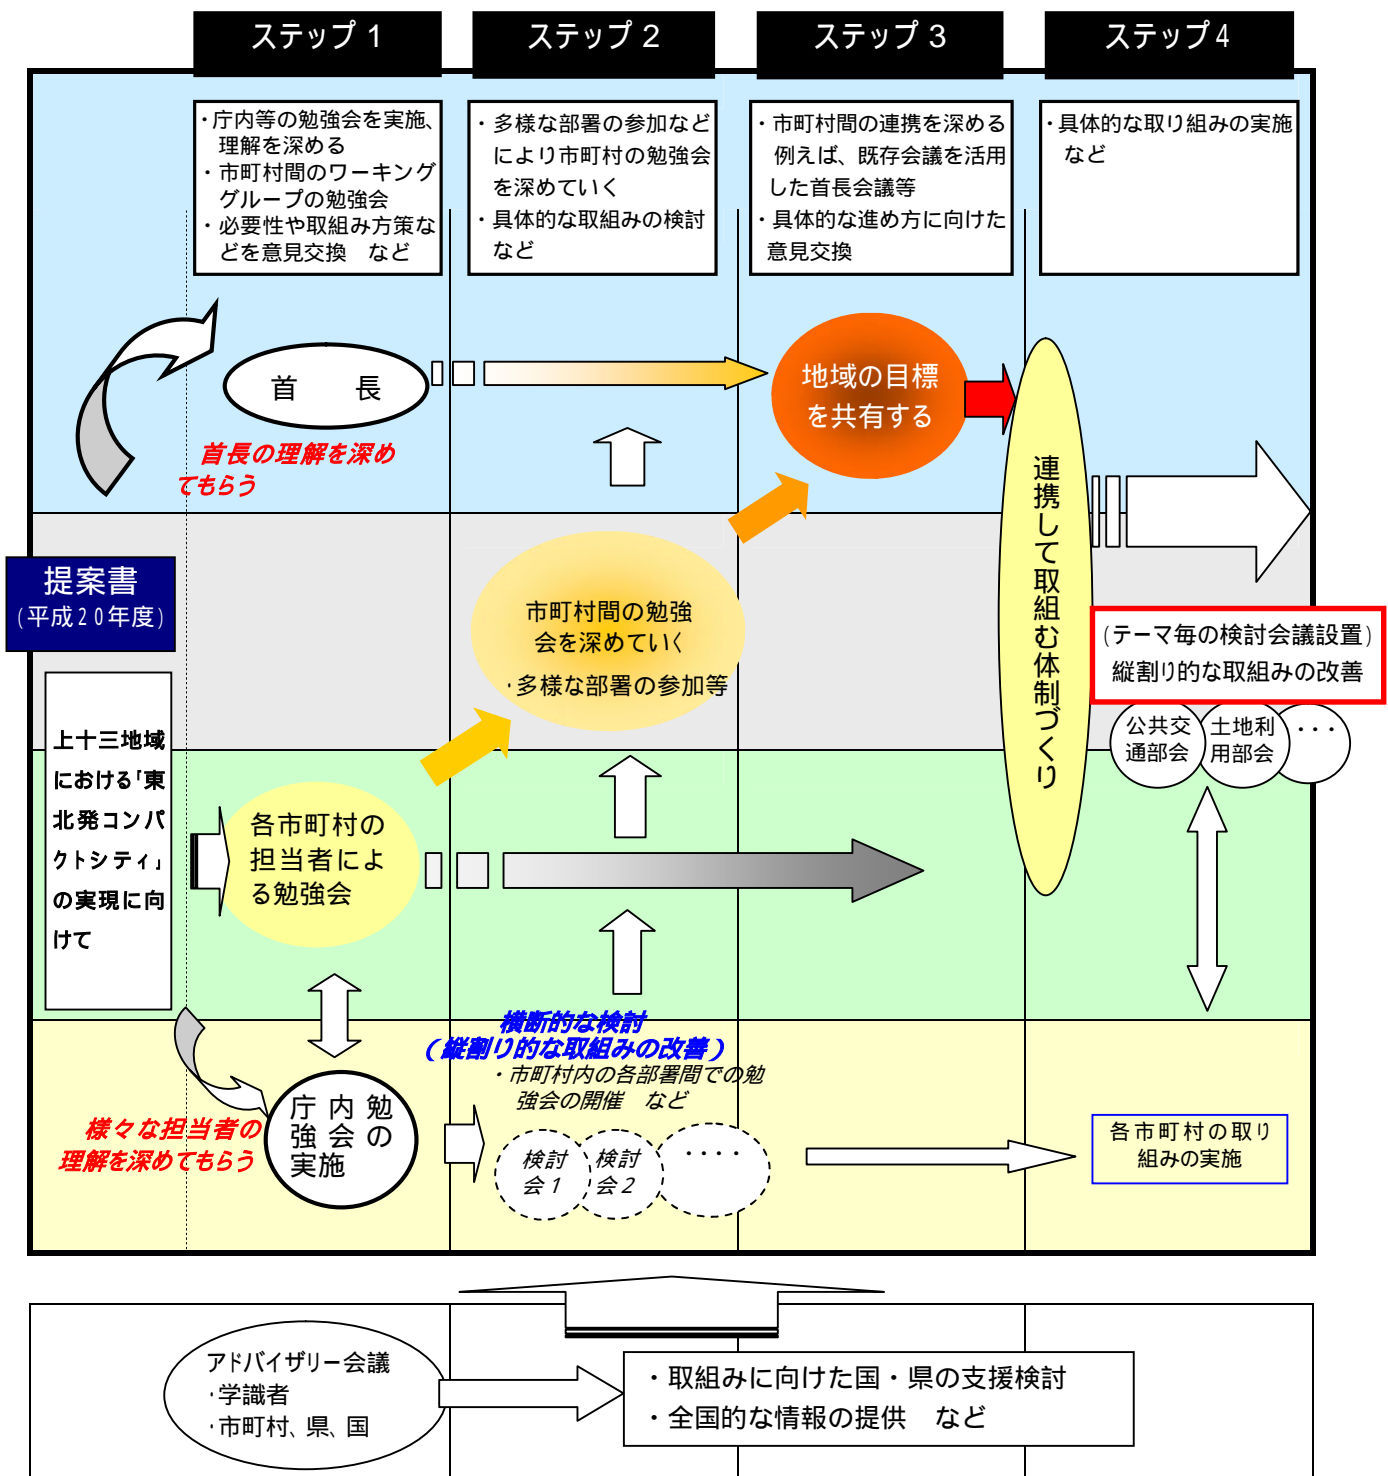 ステップ 1
ステップ 2
ステップ 3
ステップ 4
・庁内等の勉強会を実施、
理解を深める
・市町村間のワーキング
グループの勉強会
・必要性や取組み方策な
どを意見交換　など
・多様な部署の参加など
により市町村の勉強会
を深めていく
・具体的な取組みの検討
など
・市町村間の連携を深める
例えば、既存会議を活用
した首長会議等
・具体的な進め方に向けた
意見交換
・具体的な取り組みの実施
など
首　長
首長の理解を深め
てもらう
地域の目標
を共有する
連携して取組む体制づくり
提案書
(平成20年度)
市町村間の勉強
会を深めていく
・多様な部署の参加等
(テーマ毎の検討会議設置)
縦割り的な取組みの改善
公共交
通部会
土地利
用部会
・・・
上十三地域
における「東
北発コンパ
クトシティ」
の実現に向
けて
各市町村の
担当者によ
る勉強会
横断的な検討
（縦割り的な取組みの改善）
・市町村内の各部署間での勉
強会の開催　など
様々な担当者の
理解を深めてもらう
庁内勉
強会の
実施
検討
会1
検討
会2
・・・・
各市町村の取り
組みの実施
アドバイザリー会議
・学識者
・市町村、県、国
・取組みに向けた国・県の支援検討
・全国的な情報の提供　など